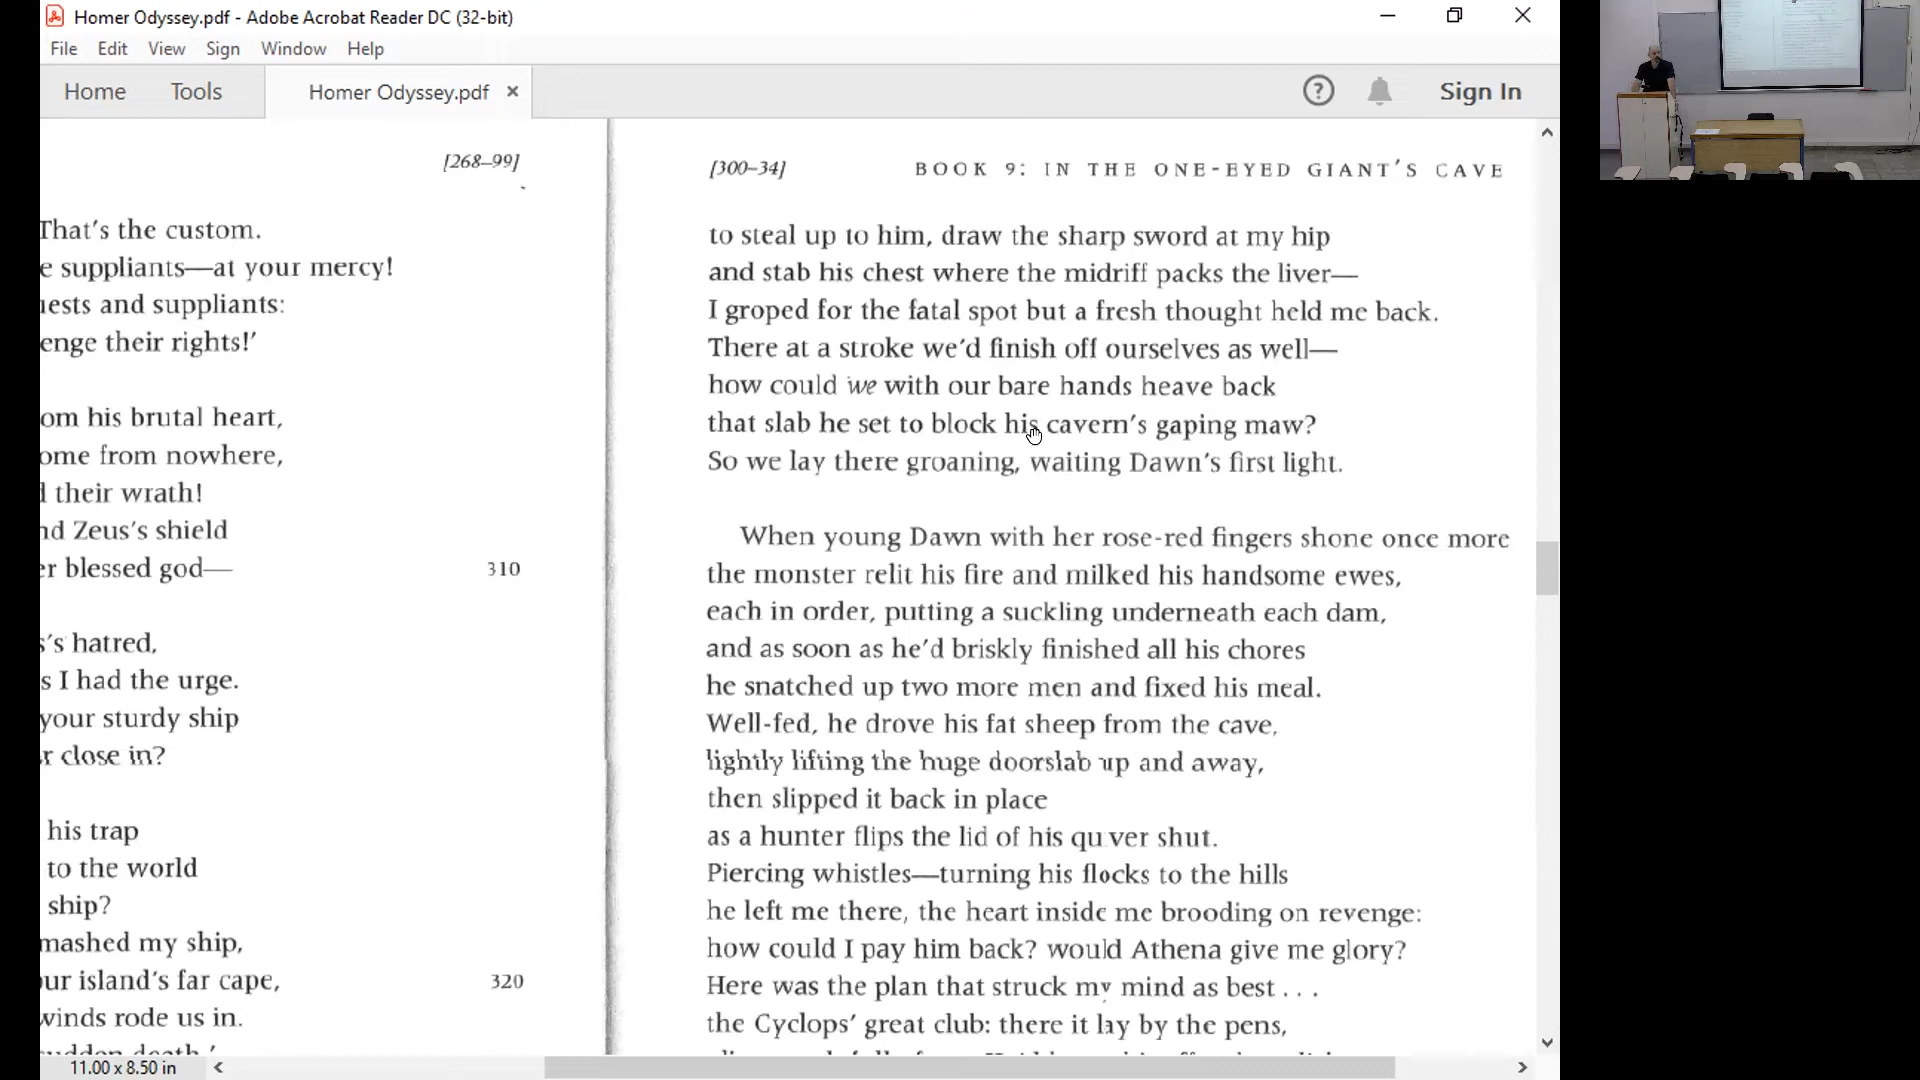 Homer Odyssey.pdf - Adobe Acrobat Reader DC (32-bit)
File Edit View Sign Window Help
Home Tools Homer Odyssey.pdf × ? Sign In
[268–99]
That's the custom.
e suppliants—at your mercy!
ests and suppliants:
enge their rights!'
om his brutal heart,
ome from nowhere,
their wrath!
nd Zeus's shield
er blessed god— 310
s's hatred,
s I had the urge.
your sturdy ship
r close in?
his trap
to the world
ship?
mashed my ship,
ur island's far cape, 320
winds rode us in.
[300–34] BOOK 9: IN THE ONE-EYED GIANT'S CAVE
to steal up to him, draw the sharp sword at my hip
and stab his chest where the midriff packs the liver—
I groped for the fatal spot but a fresh thought held me back.
There at a stroke we'd finish off ourselves as well—
how could we with our bare hands heave back
that slab he set to block his cavern's gaping maw?
So we lay there groaning, waiting Dawn's first light.
When young Dawn with her rose-red fingers shone once more
the monster relit his fire and milked his handsome ewes,
each in order, putting a suckling underneath each dam,
and as soon as he'd briskly finished all his chores
he snatched up two more men and fixed his meal.
Well-fed, he drove his fat sheep from the cave,
lightly lifting the huge doorslab up and away,
then slipped it back in place
as a hunter flips the lid of his quiver shut.
Piercing whistles—turning his flocks to the hills
he left me there, the heart inside me brooding on revenge:
how could I pay him back? would Athena give me glory?
Here was the plan that struck my mind as best . . .
the Cyclops' great club: there it lay by the pens,
11.00 x 8.50 in